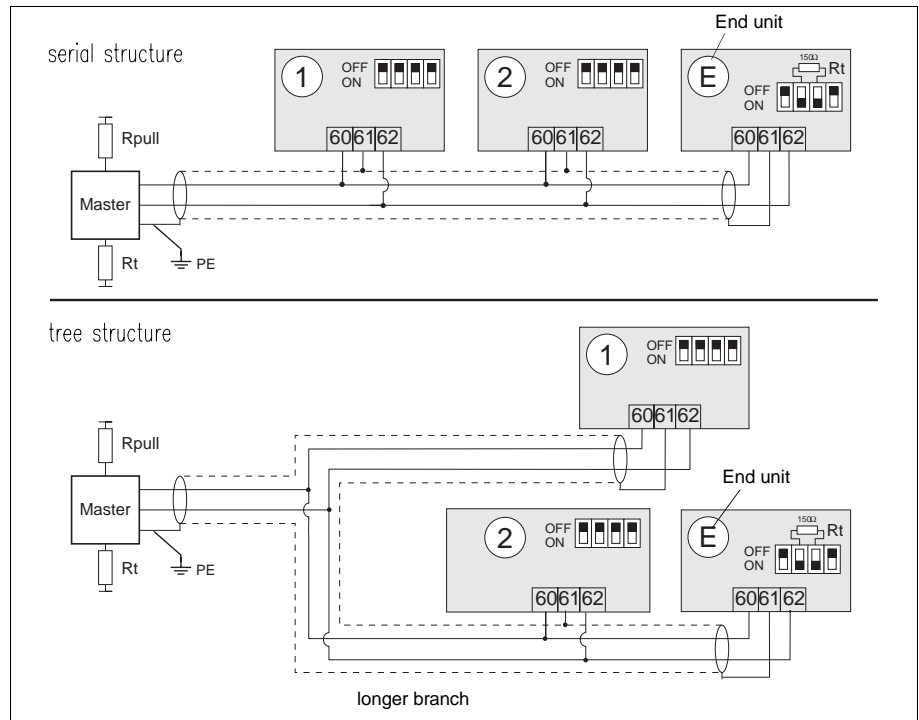 serial structure
End unit
1
OFF
ON
60 61 62
2
OFF
ON
60 61 62
E
150Ω
Rt
OFF
ON
60 61 62
Rpull
Master
Rt
PE
tree structure
1
OFF
ON
60 61 62
Rpull
Master
Rt
PE
End unit
2
OFF
ON
60 61 62
E
150Ω
Rt
OFF
ON
60 61 62
longer branch